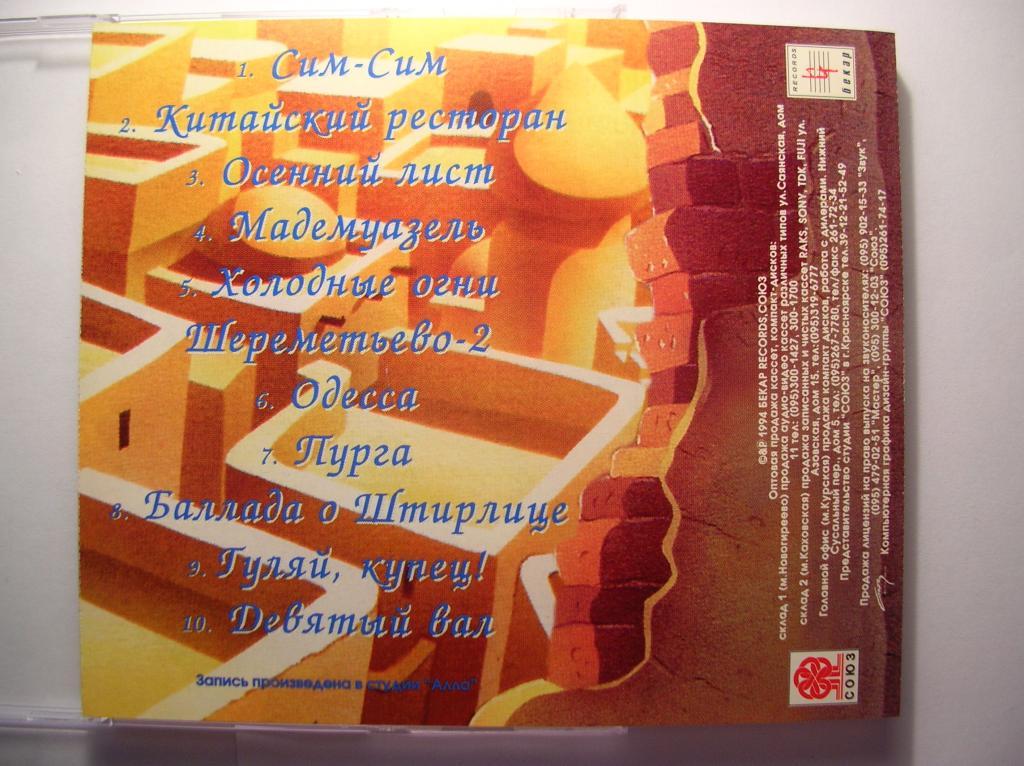 1. Сим-Сим
2. Китайский ресторан
3. Осенний лист
4. Мадемуазель
5. Холодные огни
Шереметьево-2
6. Одесса
7. Пурга
8. Баллада о Штирлице
9. Гуляй, купец!
10. Девятый вал
Запись произведена в студии "Алла"
©&℗ 1994 БЕКАР RECORDS, СОЮЗ
Оптовая продажа кассет, компакт-дисков:
склад 1 (м.Новогиреево) продажа аудио-видео кассет различных типов ул.Саянская, дом
11 тел: (095)300-1427, 300-1700
склад 2 (м.Каховская) продажа записанных и чистых кассет RAKS, SONY, TDK, FUJI ул.
Азовская, дом 15, тел:(095)319-6777
Головной офис (м.Курская) продажа компакт дисков, работа с дилерами. Нижний
Сусальный пер., дом 5, тел: (095)267-7780, тел/факс 261-72-34
Представительство студии "СОЮЗ" в г.Красноярске тел.39-12-21-52-49
Продажа лицензий на право выпуска на звуконосителях: (095) 902-15-33 "Звук",
(095) 479-02-51 "Мастер", (095) 300-12-03 "Союз".
Компьютерная графика дизайн-группы "СОЮЗ" (095)261-74-17
RECORDS
бекар
СОЮЗ